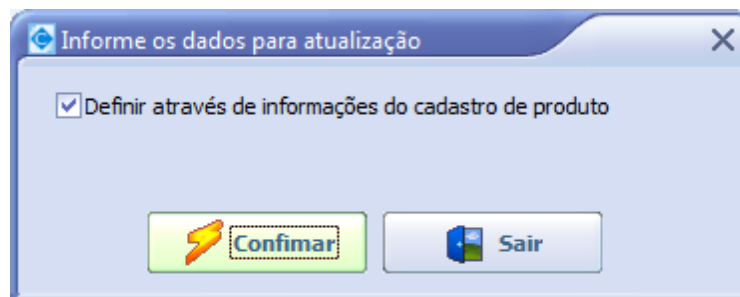 Informe os dados para atualização
Definir através de informações do cadastro de produto
Confimar
Sair